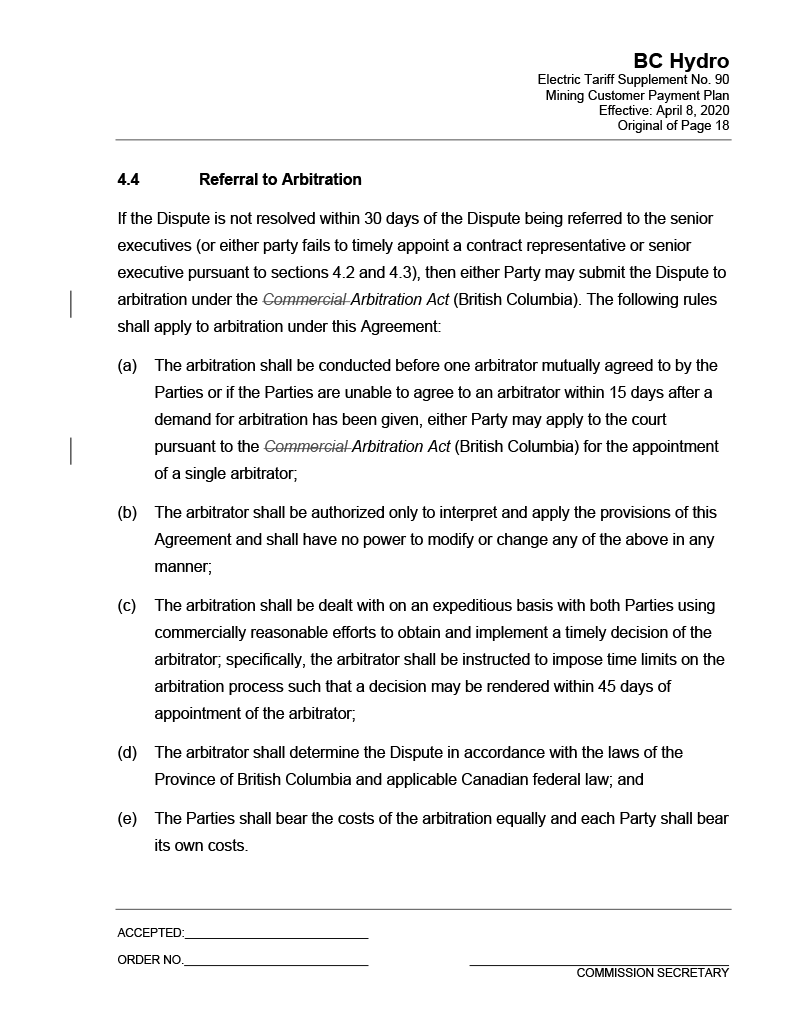 BC Hydro
Electric Tariff Supplement No. 90
Mining Customer Payment Plan
Effective: April 8, 2020
Original of Page 18
4.4 Referral to Arbitration
If the Dispute is not resolved within 30 days of the Dispute being referred to the senior
executives (or either party fails to timely appoint a contract representative or senior
executive pursuant to sections 4.2 and 4.3), then either Party may submit the Dispute to
arbitration under the Commercial Arbitration Act (British Columbia). The following rules
shall apply to arbitration under this Agreement:
(a) The arbitration shall be conducted before one arbitrator mutually agreed to by the
Parties or if the Parties are unable to agree to an arbitrator within 15 days after a
demand for arbitration has been given, either Party may apply to the court
pursuant to the Commercial Arbitration Act (British Columbia) for the appointment
of a single arbitrator;
(b) The arbitrator shall be authorized only to interpret and apply the provisions of this
Agreement and shall have no power to modify or change any of the above in any
manner;
(c) The arbitration shall be dealt with on an expeditious basis with both Parties using
commercially reasonable efforts to obtain and implement a timely decision of the
arbitrator; specifically, the arbitrator shall be instructed to impose time limits on the
arbitration process such that a decision may be rendered within 45 days of
appointment of the arbitrator;
(d) The arbitrator shall determine the Dispute in accordance with the laws of the
Province of British Columbia and applicable Canadian federal law; and
(e) The Parties shall bear the costs of the arbitration equally and each Party shall bear
its own costs.
ACCEPTED:
ORDER NO.
COMMISSION SECRETARY